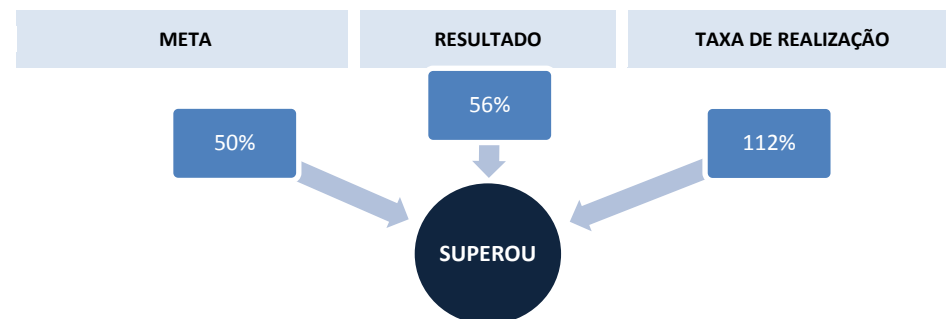 META
RESULTADO
TAXA DE REALIZAÇÃO
50%
56%
112%
SUPEROU